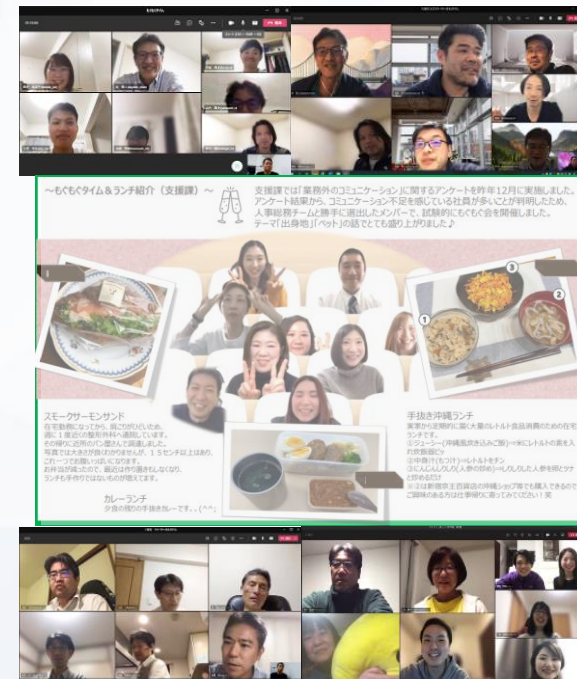 ～もぐもぐタイム＆ランチ紹介（支援課）～
支援課では「業務外のコミュニケーション」に関するアンケートを昨年12月に実施しました。
アンケート結果から、コミュニケーション不足を感じている社員が多いことが判明したため、
人事総務チームと勝手に選出したメンバーで、試験的にもぐもぐ会を開催しました。
テーマ「出身地」「ペット」の話でとても盛り上がりました♪
①
②
③
スモークサーモンサンド
在宅勤務になってから、肩こりがひどいため、
週に１度近くの整形外科へ通院しています。
その帰りに近所のパン屋さんで調達しました。
写真では大きさが良くわかりませんが、１５センチ以上はあり、
これ一つでお腹いっぱいになります。
お弁当が減ったので、最近は作り置きもしなくなり、
ランチも手作りではないものが増えてます。
カレーランチ
夕食の残りの手抜きカレーです。。(^^;
手抜き沖縄ランチ
実家から定期的に届く大量のレトルト食品消費のための在宅
ランチです。
①ジューシー(沖縄風炊き込みご飯)⇒米にレトルトの素を入
れ炊飯器ピッ
②中身汁(もつ汁)⇒レトルトをチン
③にんじんしりしり(人参の炒め)⇒しりしりした人参を卵とツナ
と炒めるだけ
※②は新宿京王百貨店の沖縄ショップ等でも購入できるので
ご興味のある方は仕事帰りに寄ってみてください！笑